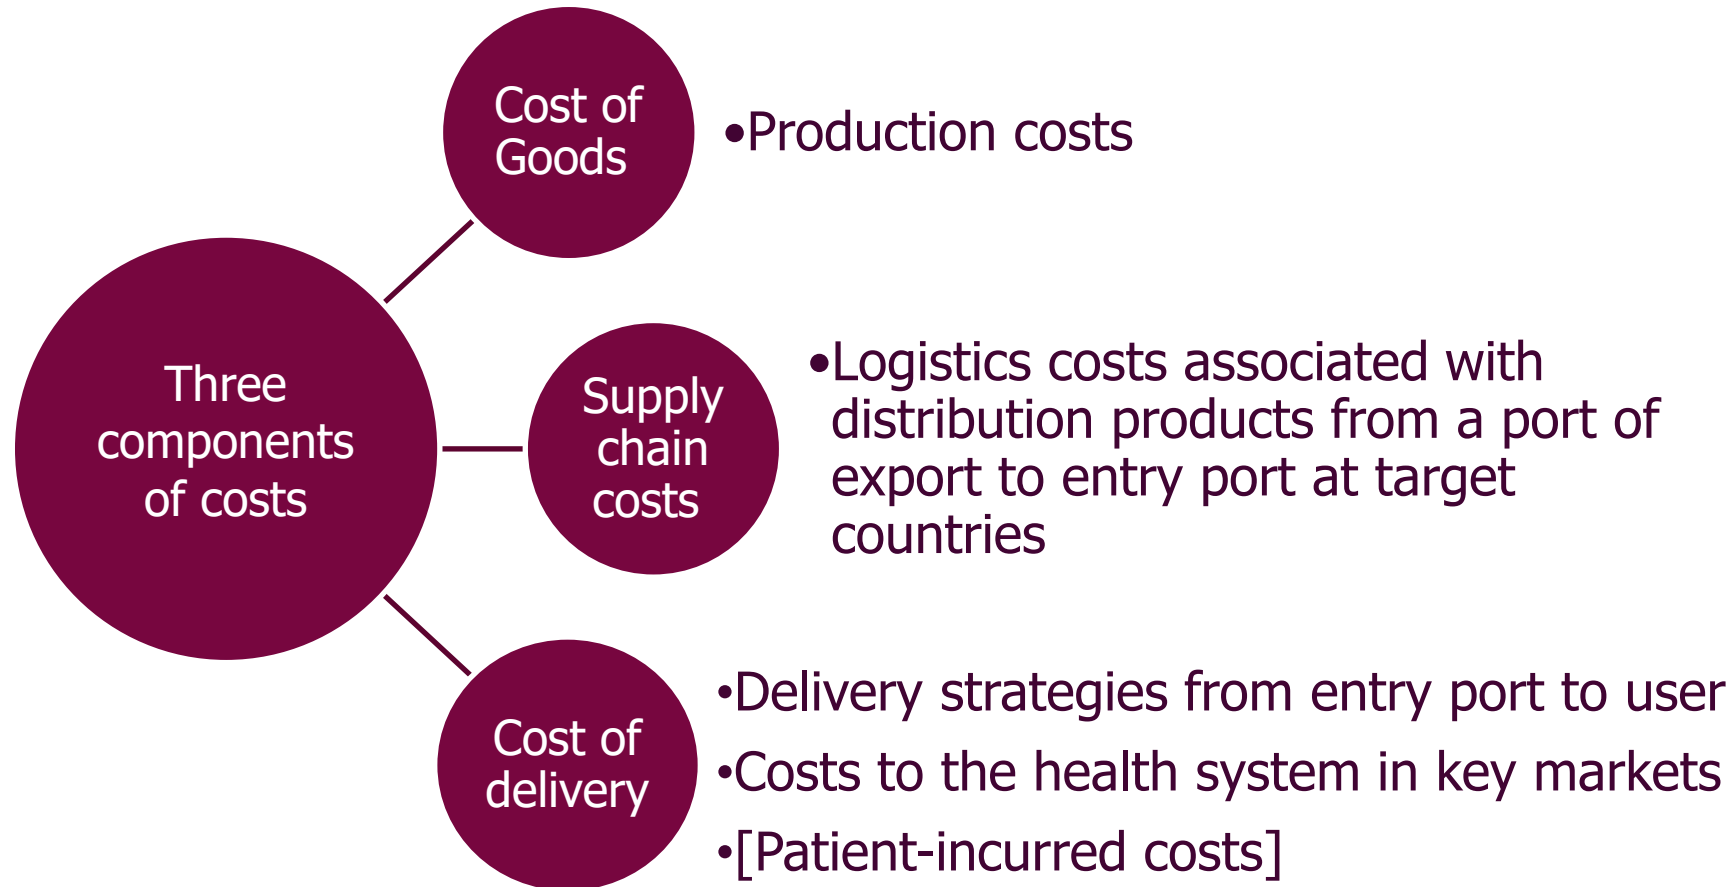 Three
components
of costs
Cost of
Goods
•Production costs
Supply
chain
costs
•Logistics costs associated with
distribution products from a port of
export to entry port at target
countries
Cost of
delivery
•Delivery strategies from entry port to user
•Costs to the health system in key markets
•[Patient-incurred costs]